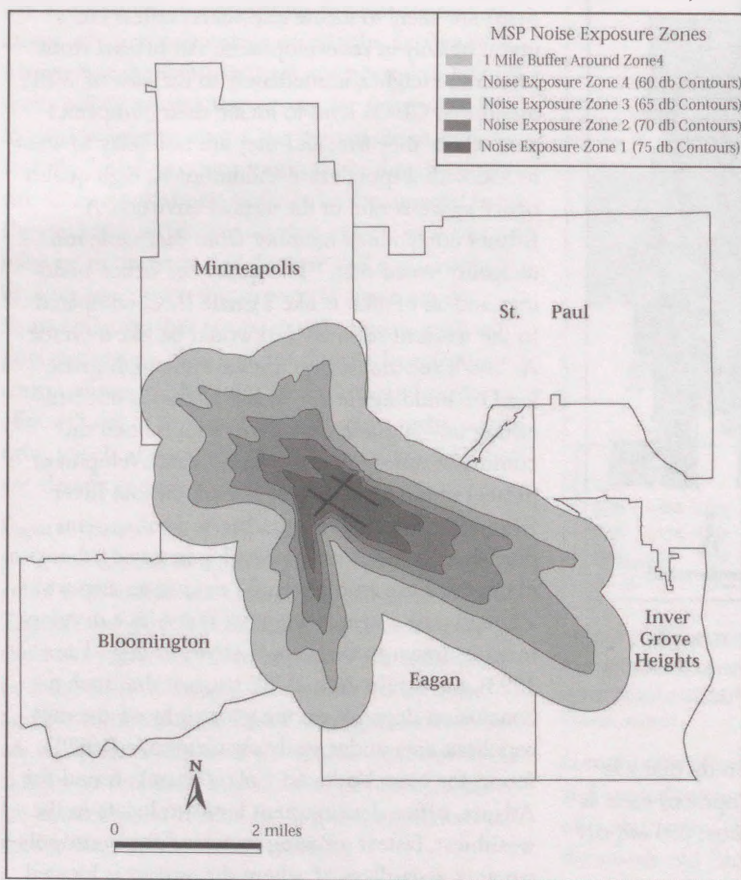 MSP Noise Exposure Zones
1 Mile Buffer Around Zone4
Noise Exposure Zone 4 (60 db Contours)
Noise Exposure Zone 3 (65 db Contours)
Noise Exposure Zone 2 (70 db Contours)
Noise Exposure Zone 1 (75 db Contours)
Minneapolis
St. Paul
Bloomington
Eagan
Inver
Grove
Heights
N
0 2 miles